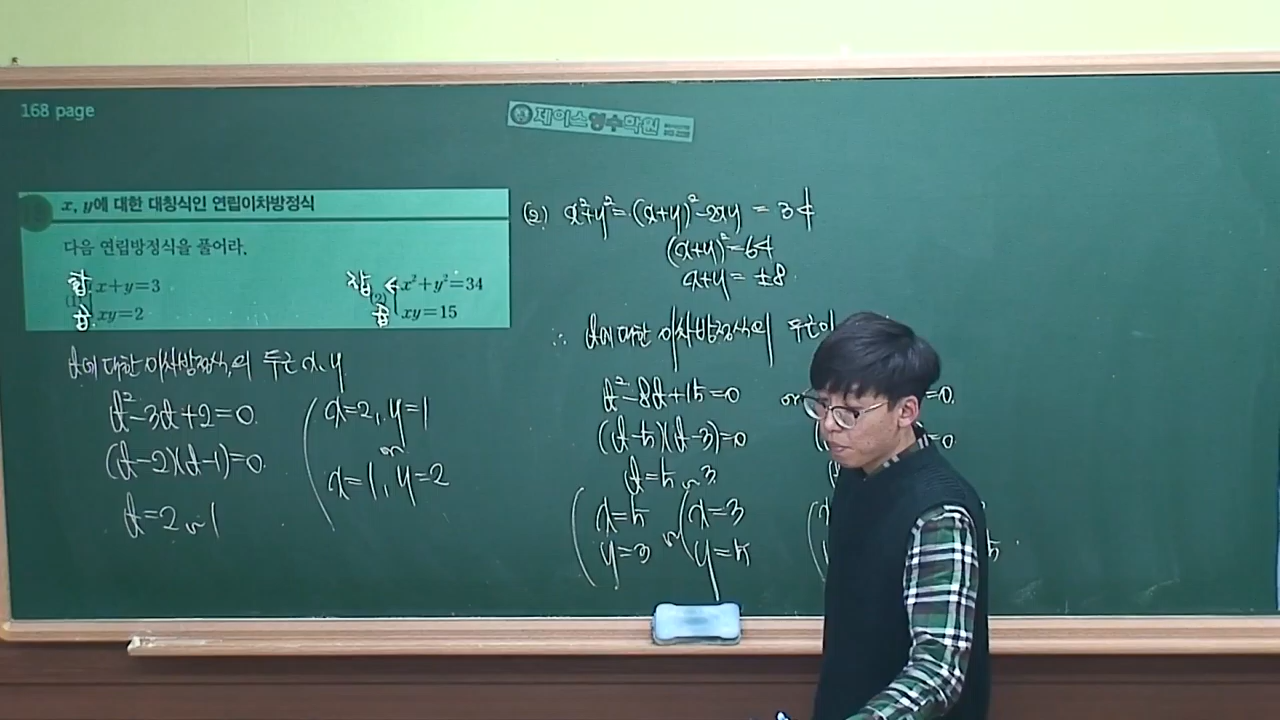 168 page
제이스영수학원
x, y에 대한 대칭식인 연립이차방정식
다음 연립방정식을 풀어라.
합 x+y=3
(1)
곱 xy=2
합 ← x²+y²=34
(2)
곱 xy=15
t에 대한 이차방정식의 두근 x, y
t²-3t+2=0
(t-2)(t-1)=0
t=2 or 1
x=2, y=1
or
x=1, y=2
(2) x²+y²=(x+y)²-2xy = 34
(x+y)²=64
x+y= ±8
∴ t에 대한 이차방정식의 두근이
t²-8t+15=0 or =0.
(t-5)(t-3)=0 =0
t=5 or 3
x=5 or x=3
y=3 y=5